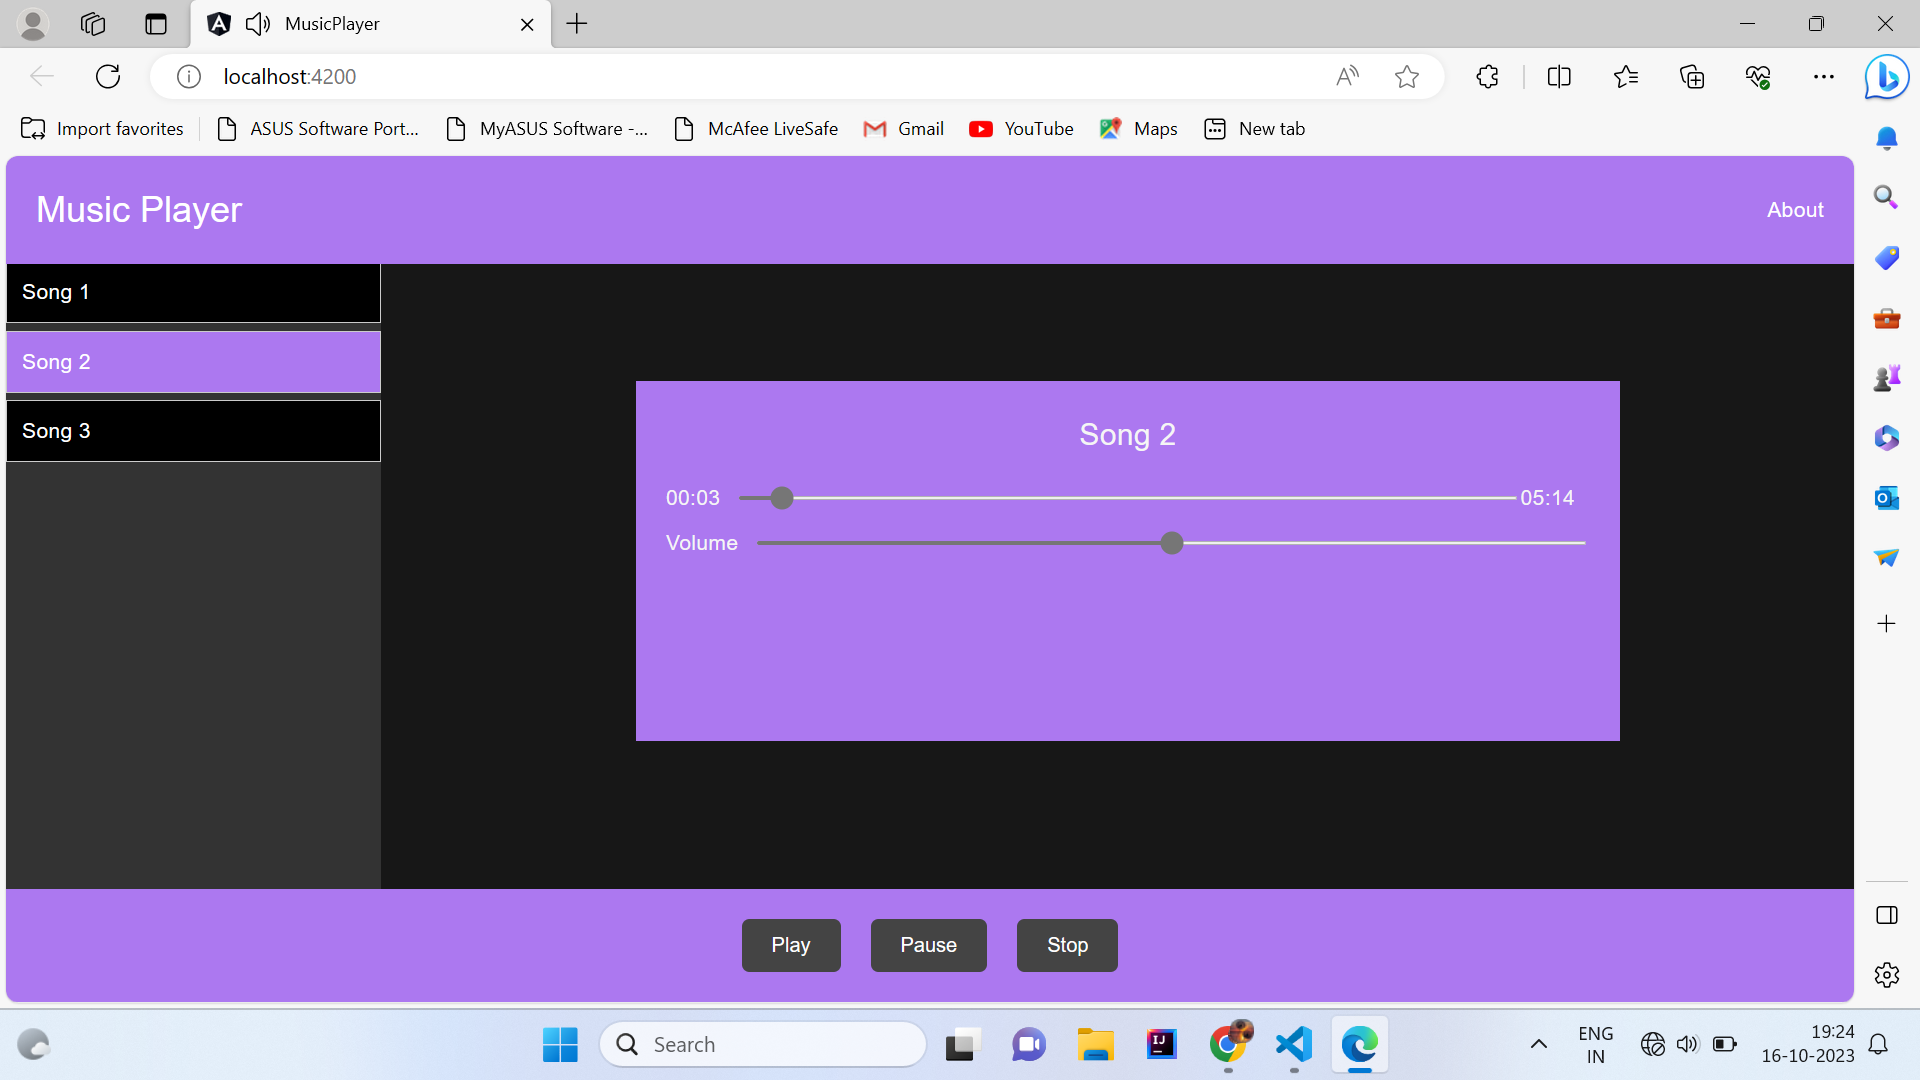 MusicPlayer
localhost:4200
Import favorites
ASUS Software Port...
MyASUS Software -...
McAfee LiveSafe
Gmail
YouTube
Maps
New tab
Music Player
About
Song 1
Song 2
Song 3
Song 2
00:03
05:14
Volume
Play
Pause
Stop
Search
ENG
IN
19:24
16-10-2023